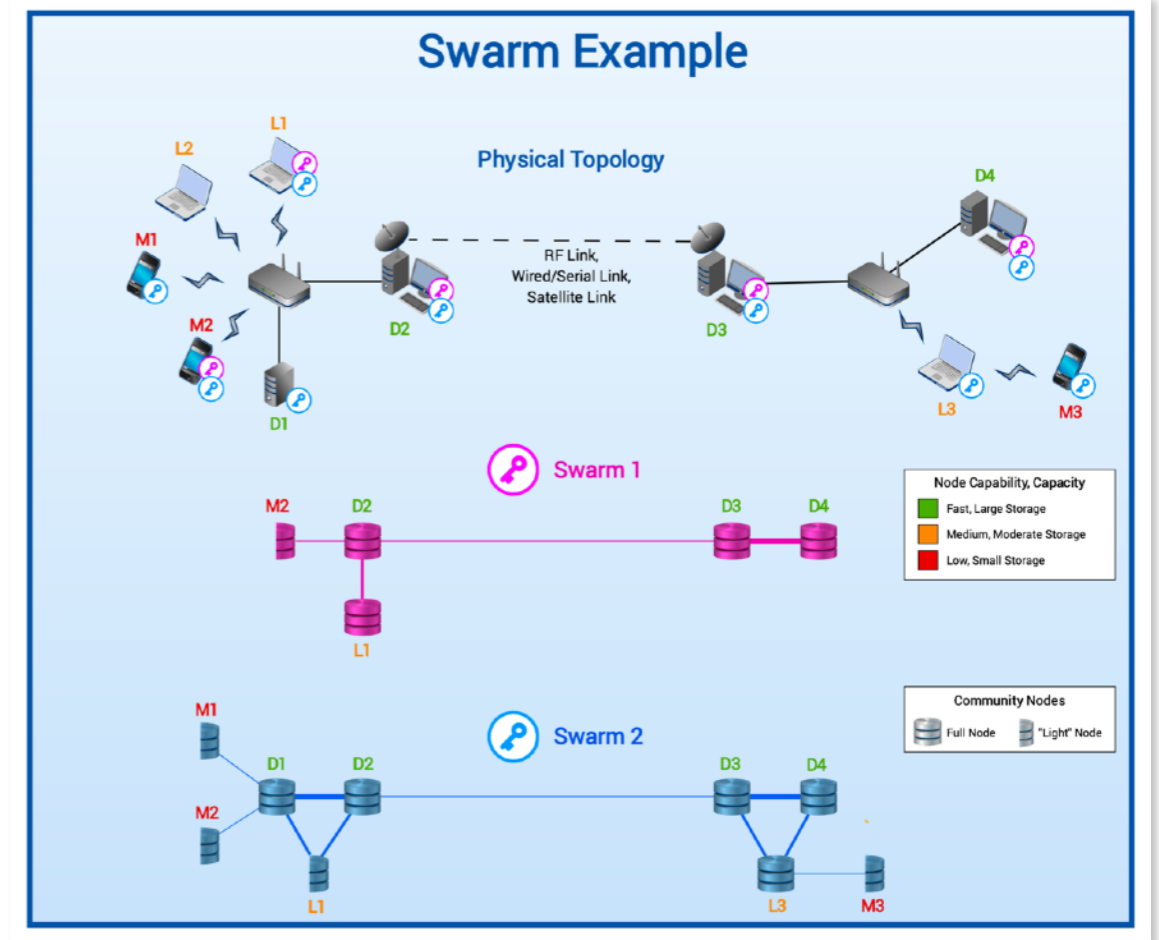 Swarm Example
Physical Topology
L1
L2
M1
M2
D1
D2
RF Link,
Wired/Serial Link,
Satellite Link
D3
D4
L3
M3
Swarm 1
M2
D2
D3
D4
L1
Node Capability, Capacity
Fast, Large Storage
Medium, Moderate Storage
Low, Small Storage
Swarm 2
M1
D1
D2
D3
D4
M2
L1
L3
M3
Community Nodes
Full Node
"Light" Node